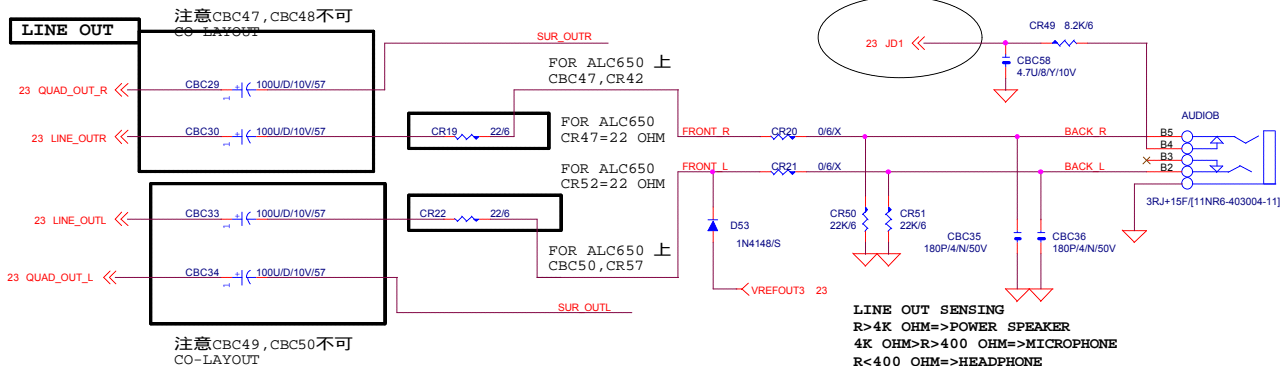 注意CBC47,CBC48不可
CO-LAYOUT
LINE OUT
SUR_OUTR
23 QUAD_OUT_R
CBC29
100U/D/10V/57
+
1
FOR ALC650 上
CBC47,CR42
23 LINE_OUTR
CBC30
100U/D/10V/57
+
1
CR19
22/6
FOR ALC650
CR47=22 OHM
FOR ALC650
CR52=22 OHM
23 LINE_OUTL
CBC33
100U/D/10V/57
+
1
CR22
22/6
FOR ALC650 上
CBC50,CR57
23 QUAD_OUT_L
CBC34
100U/D/10V/57
+
1
SUR_OUTL
注意CBC49,CBC50不可
CO-LAYOUT
23 JD1
CR49 8.2K/6
CBC58
4.7U/8/Y/10V
FRONT_R
CR20
0/6/X
BACK_R
FRONT_L
CR21
0/6/X
BACK_L
AUDIOB
B5
B4
B3
B2
3RJ+15F/[11NR6-403004-11]
D53
1N4148/S
CR50
22K/6
CR51
22K/6
CBC35
180P/4/N/50V
CBC36
180P/4/N/50V
VREFOUT3 23
LINE OUT SENSING
R>4K OHM=>POWER SPEAKER
4K OHM>R>400 OHM=>MICROPHONE
R<400 OHM=>HEADPHONE